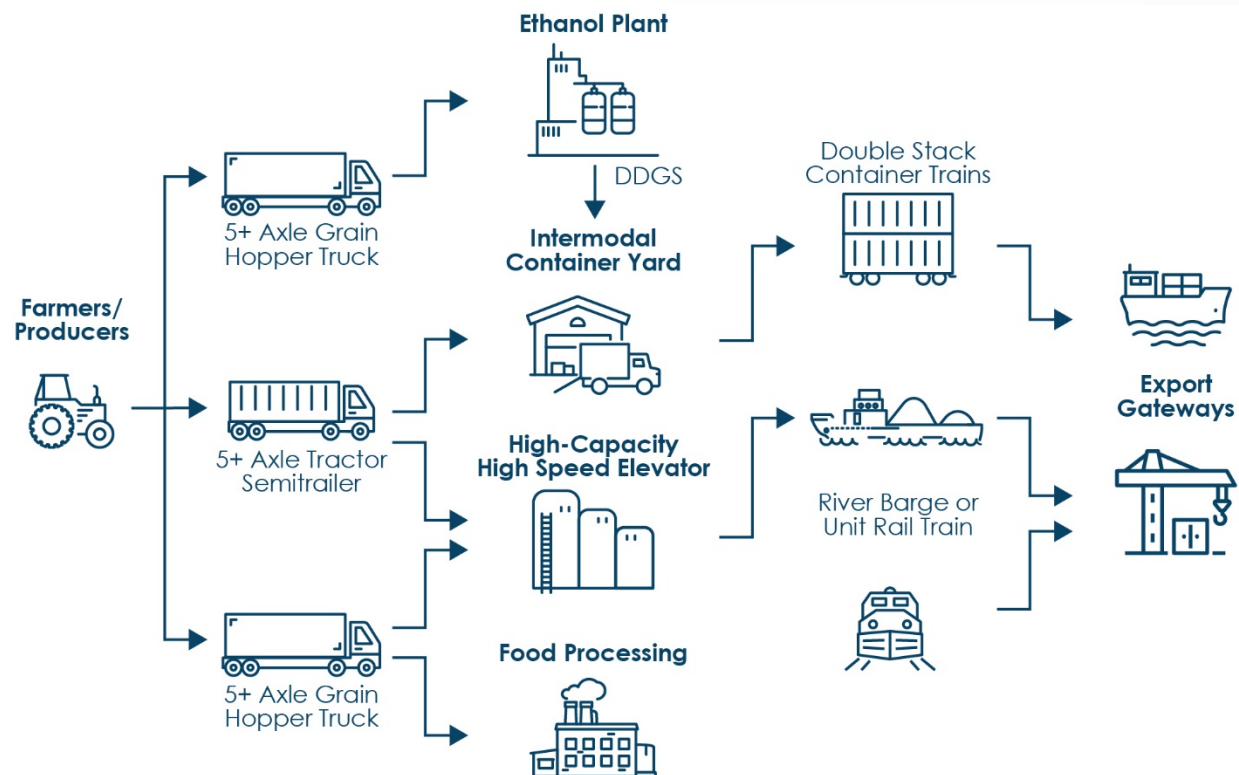 Ethanol Plant
DDGS
5+ Axle Grain
Hopper Truck
Double Stack
Container Trains
Intermodal
Container Yard
Farmers/
Producers
Export
Gateways
5+ Axle Tractor
Semitrailer
High-Capacity
High Speed Elevator
River Barge or
Unit Rail Train
5+ Axle Grain
Hopper Truck
Food Processing